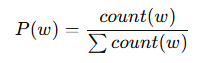 P(w) = count(w) / ∑ count(w)